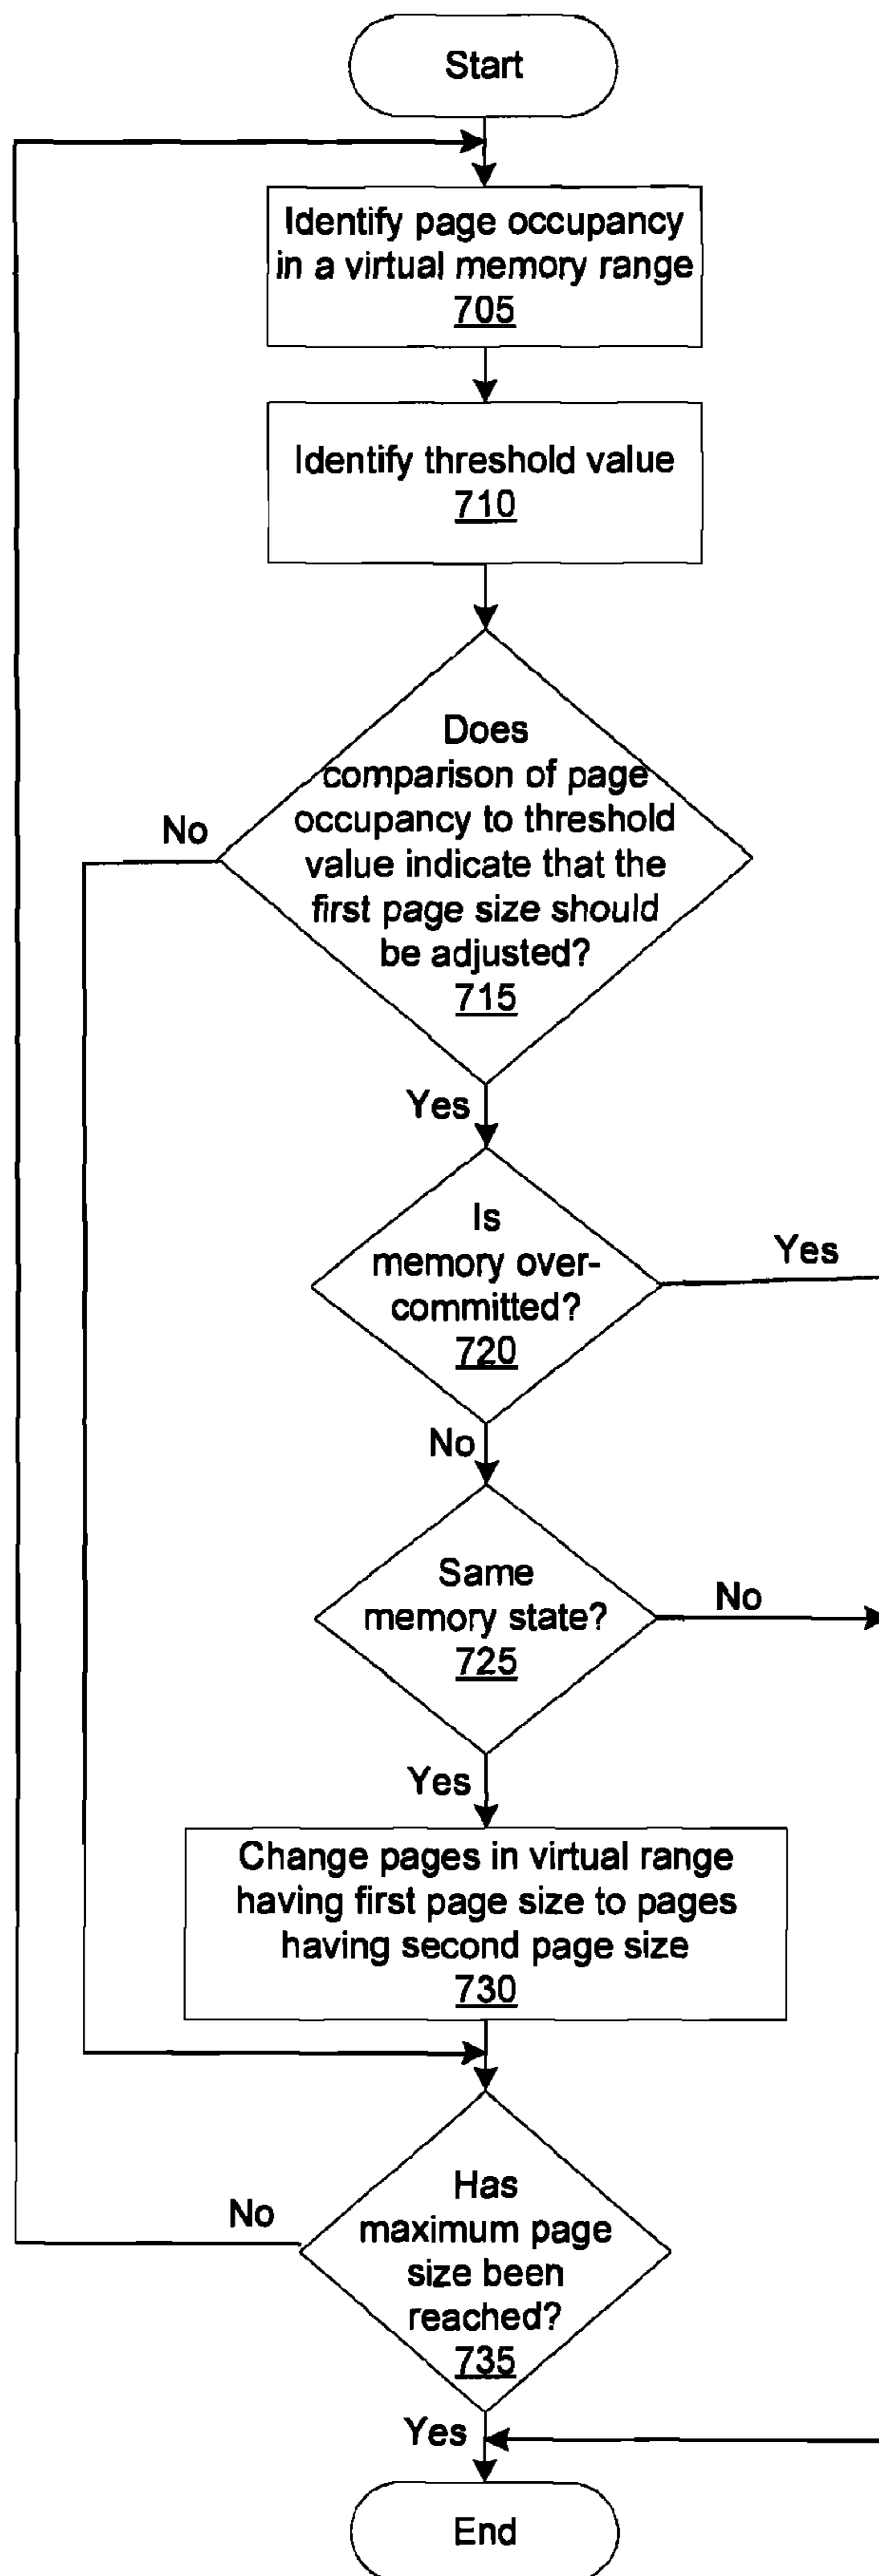 Start
Identify page occupancy
in a virtual memory range
705
Identify threshold value
710
Does
comparison of page
occupancy to threshold
value indicate that the
first page size should
be adjusted?
715
No
Yes
Is
memory over-
committed?
720
Yes
No
Same
memory state?
725
No
Yes
Change pages in virtual range
having first page size to pages
having second page size
730
Has
maximum page
size been
reached?
735
No
Yes
End